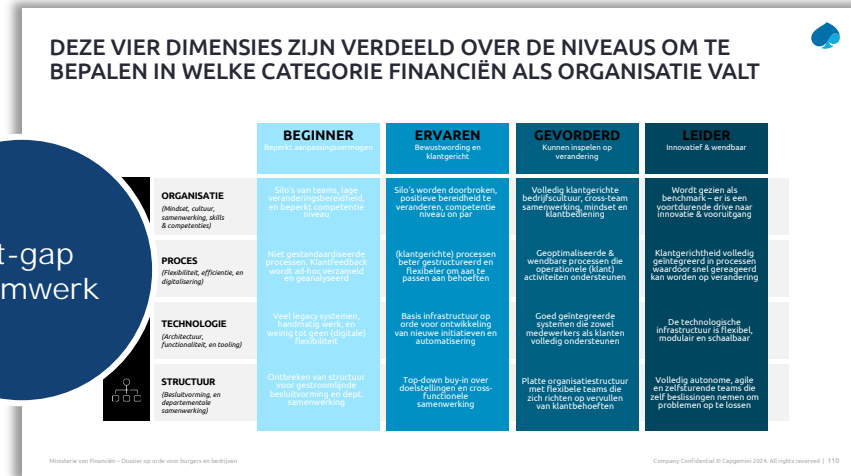 DEZE VIER DIMENSIES ZIJN VERDEELD OVER DE NIVEAUS OM TE
BEPALEN IN WELKE CATEGORIE FINANCIËN ALS ORGANISATIE VALT
BEGINNER
Beperkt aanpassingsvermogen
ERVAREN
Bewustwording en
klantgericht
GEVORDERD
Kunnen inspelen op
verandering
LEIDER
Innovatief & wendbaar
t-gap
mwerk
ORGANISATIE
(Mindset, cultuur,
samenwerking, skills
& competenties)
Silo's van teams, lage
veranderingsbereidheid,
en beperkt competentie
niveau
Silo's worden doorbroken,
positieve bereidheid te
veranderen, competentie
niveau on par
Volledig klantgerichte
bedrijfscultuur, cross-team
samenwerking, mindset en
klantbediening
Wordt gezien als
benchmark – er is een
voortdurende drive naar
innovatie & vooruitgang
PROCES
(Flexibiliteit, efficientie, en
digitalisering)
Niet gestandaardiseerde
processen. Klantfeedback
wordt ad-hoc verzameld
en geanalyseerd
(klantgerichte) processen
beter gestructureerd en
flexibeler om aan te
passen aan behoeften
Geoptimaliseerde &
wendbare processen die
operationele (klant)
activiteiten ondersteunen
Klantgerichtheid volledig
geïntegreerd in processen
waardoor snel gereageerd
kan worden op verandering
TECHNOLOGIE
(Architectuur,
functionaliteit, en tooling)
Veel legacy systemen,
handmatig werk, en
weinig tot geen (digitale)
flexibiliteit
Basis infrastructuur op
orde voor ontwikkeling
van nieuwe initiatieven en
automatisering
Goed geïntegreerde
systemen die zowel
medewerkers als klanten
volledig ondersteunen
De technologische
infrastructuur is flexibel,
modulair en schaalbaar
STRUCTUUR
(Besluitvorming, en
departementale
samenwerking)
Ontbreken van structuur
voor gestroomlijnde
besluitvorming en dept.
samenwerking
Top-down buy-in over
doelstellingen en cross-
functionele
samenwerking
Platte organisatiestructuur
met flexibele teams die
zich richten op vervullen
van klantbehoeften
Volledig autonome, agile
en zelfsturende teams die
zelf beslissingen nemen om
problemen op te lossen
Ministerie van Financiën – Dossier op orde voor burgers en bedrijven
Company Confidential © Capgemini 2024. All rights reserved | 110